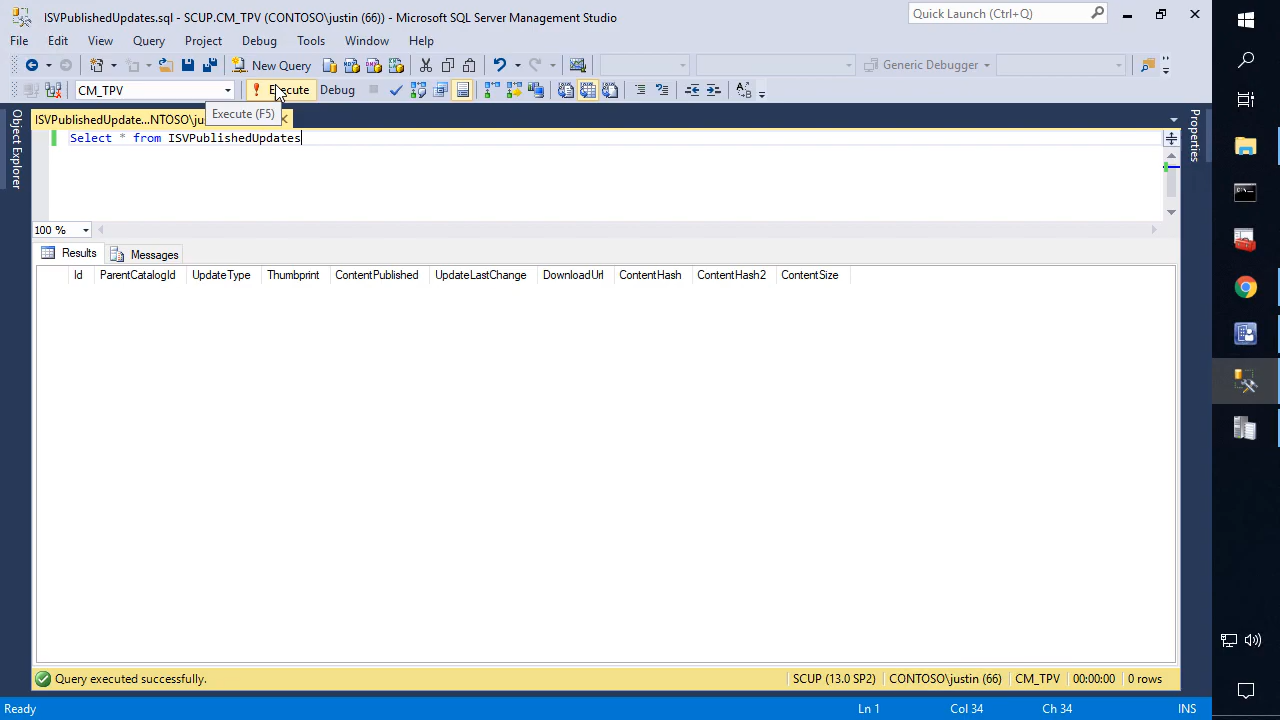 ISVPublishedUpdates.sql - SCUP.CM_TPV (CONTOSO\justin (66)) - Microsoft SQL Server Management Studio
Quick Launch (Ctrl+Q)
File Edit View Query Project Debug Tools Window Help
New Query
Generic Debugger
CM_TPV
Execute
Debug
Execute (F5)
ISVPublishedUpdate...NTOSO\ju
Object Explorer
Properties
Select * from ISVPublishedUpdates
100 %
Results
Messages
Id ParentCatalogId UpdateType Thumbprint ContentPublished UpdateLastChange DownloadUrl ContentHash ContentHash2 ContentSize
Query executed successfully.
SCUP (13.0 SP2) CONTOSO\justin (66) CM_TPV 00:00:00 0 rows
Ready
Ln 1 Col 34 Ch 34 INS